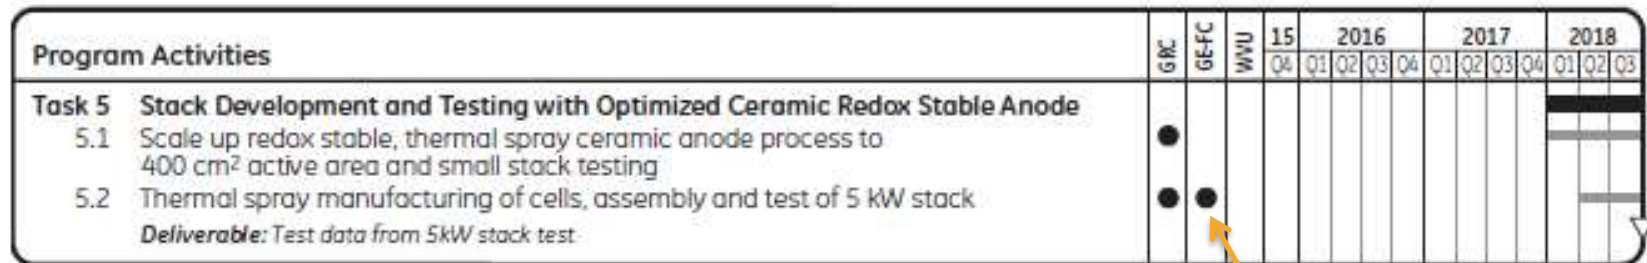 Program Activities GRC GE-FC WVU 15 2016 2017 2018
Q4 Q1 Q2 Q3 Q4 Q1 Q2 Q3 Q4 Q1 Q2 Q3
Task 5 Stack Development and Testing with Optimized Ceramic Redox Stable Anode
5.1 Scale up redox stable, thermal spray ceramic anode process to
400 cm² active area and small stack testing
5.2 Thermal spray manufacturing of cells, assembly and test of 5 kW stack
Deliverable: Test data from 5kW stack test